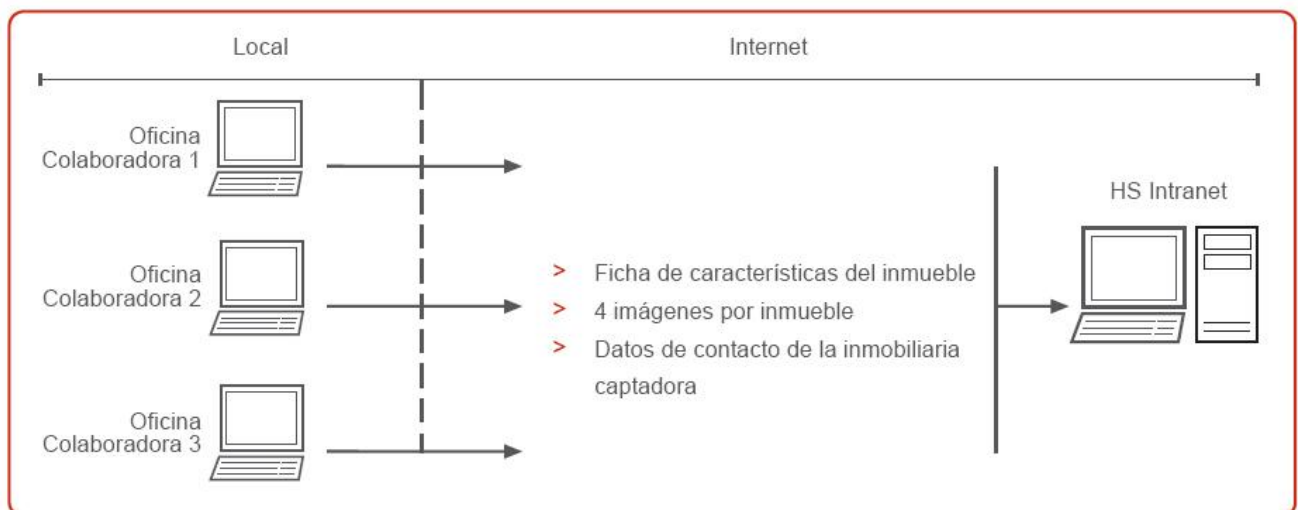 Local
Internet
Oficina
Colaboradora 1
Oficina
Colaboradora 2
Oficina
Colaboradora 3
> Ficha de características del inmueble
> 4 imágenes por inmueble
> Datos de contacto de la inmobiliaria
captadora
HS Intranet